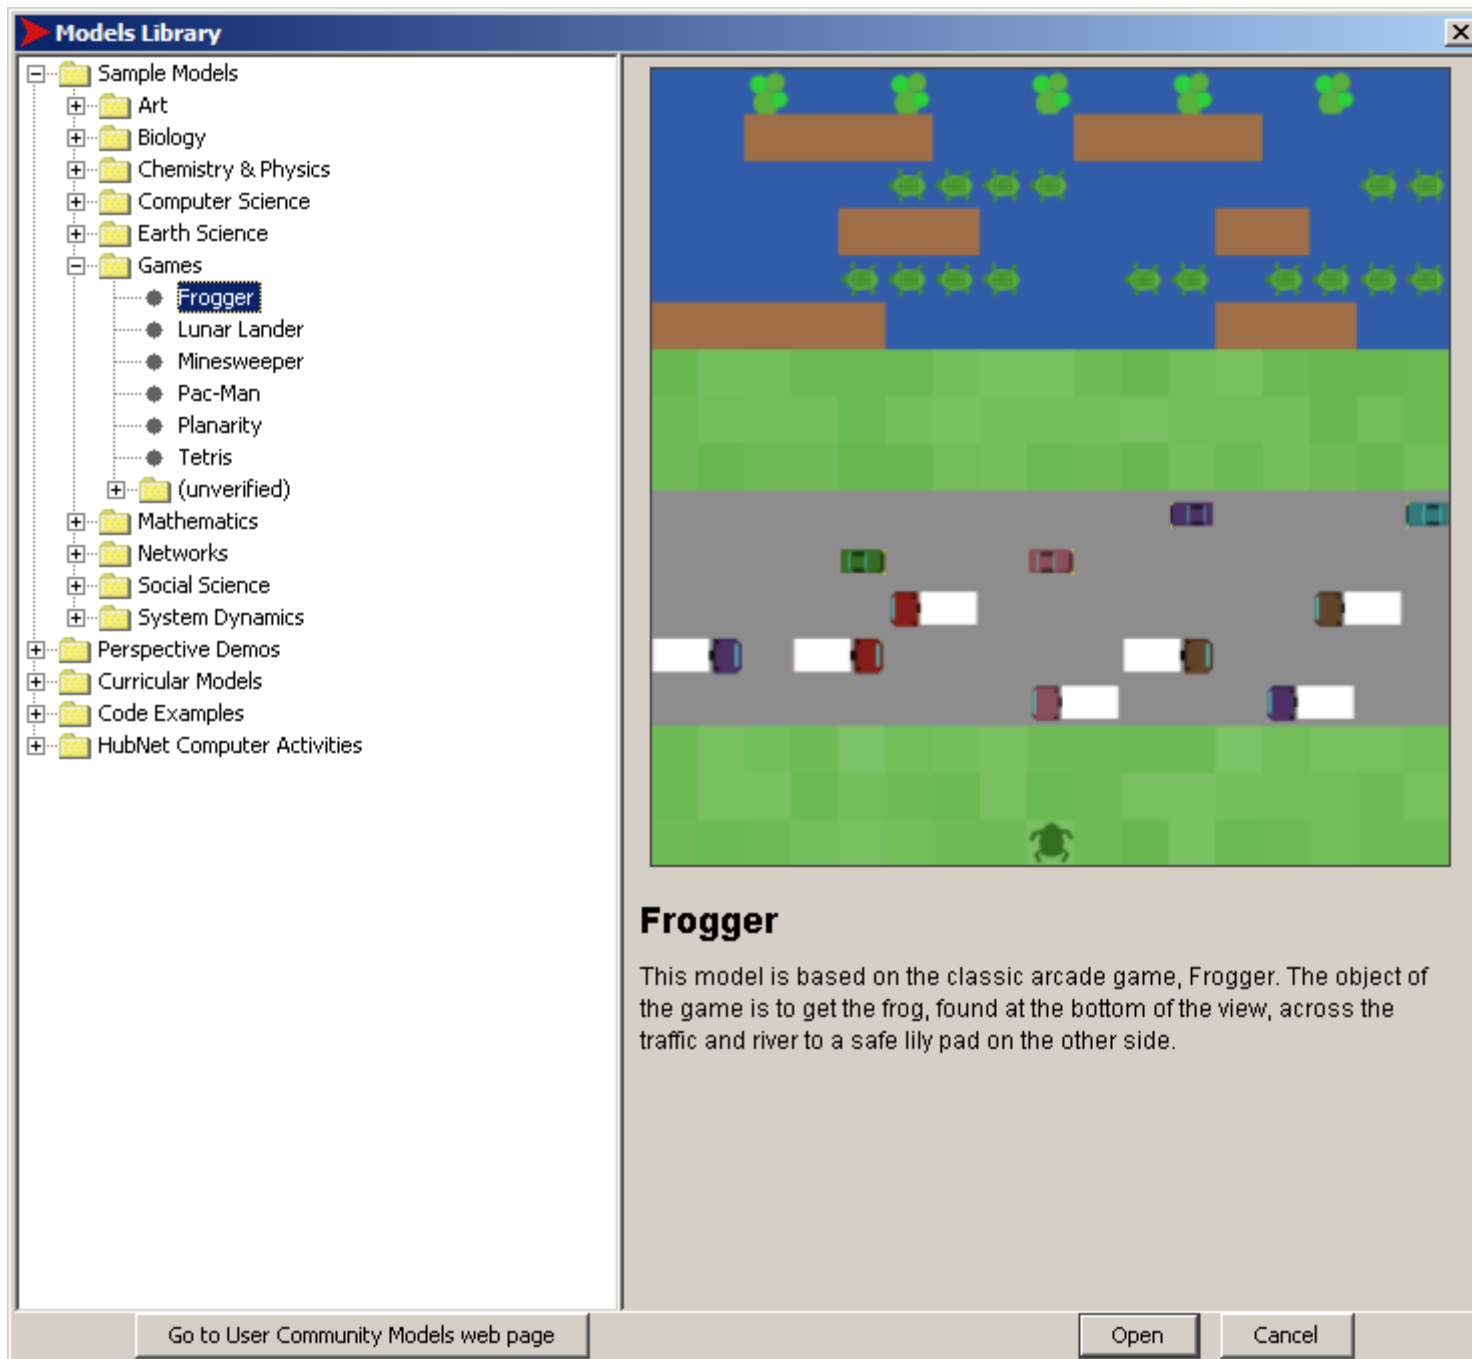 Models Library
Sample Models
Art
Biology
Chemistry & Physics
Computer Science
Earth Science
Games
Frogger
Lunar Lander
Minesweeper
Pac-Man
Planarity
Tetris
(unverified)
Mathematics
Networks
Social Science
System Dynamics
Perspective Demos
Curricular Models
Code Examples
HubNet Computer Activities
Frogger
This model is based on the classic arcade game, Frogger. The object of
the game is to get the frog, found at the bottom of the view, across the
traffic and river to a safe lily pad on the other side.
Go to User Community Models web page
Open
Cancel